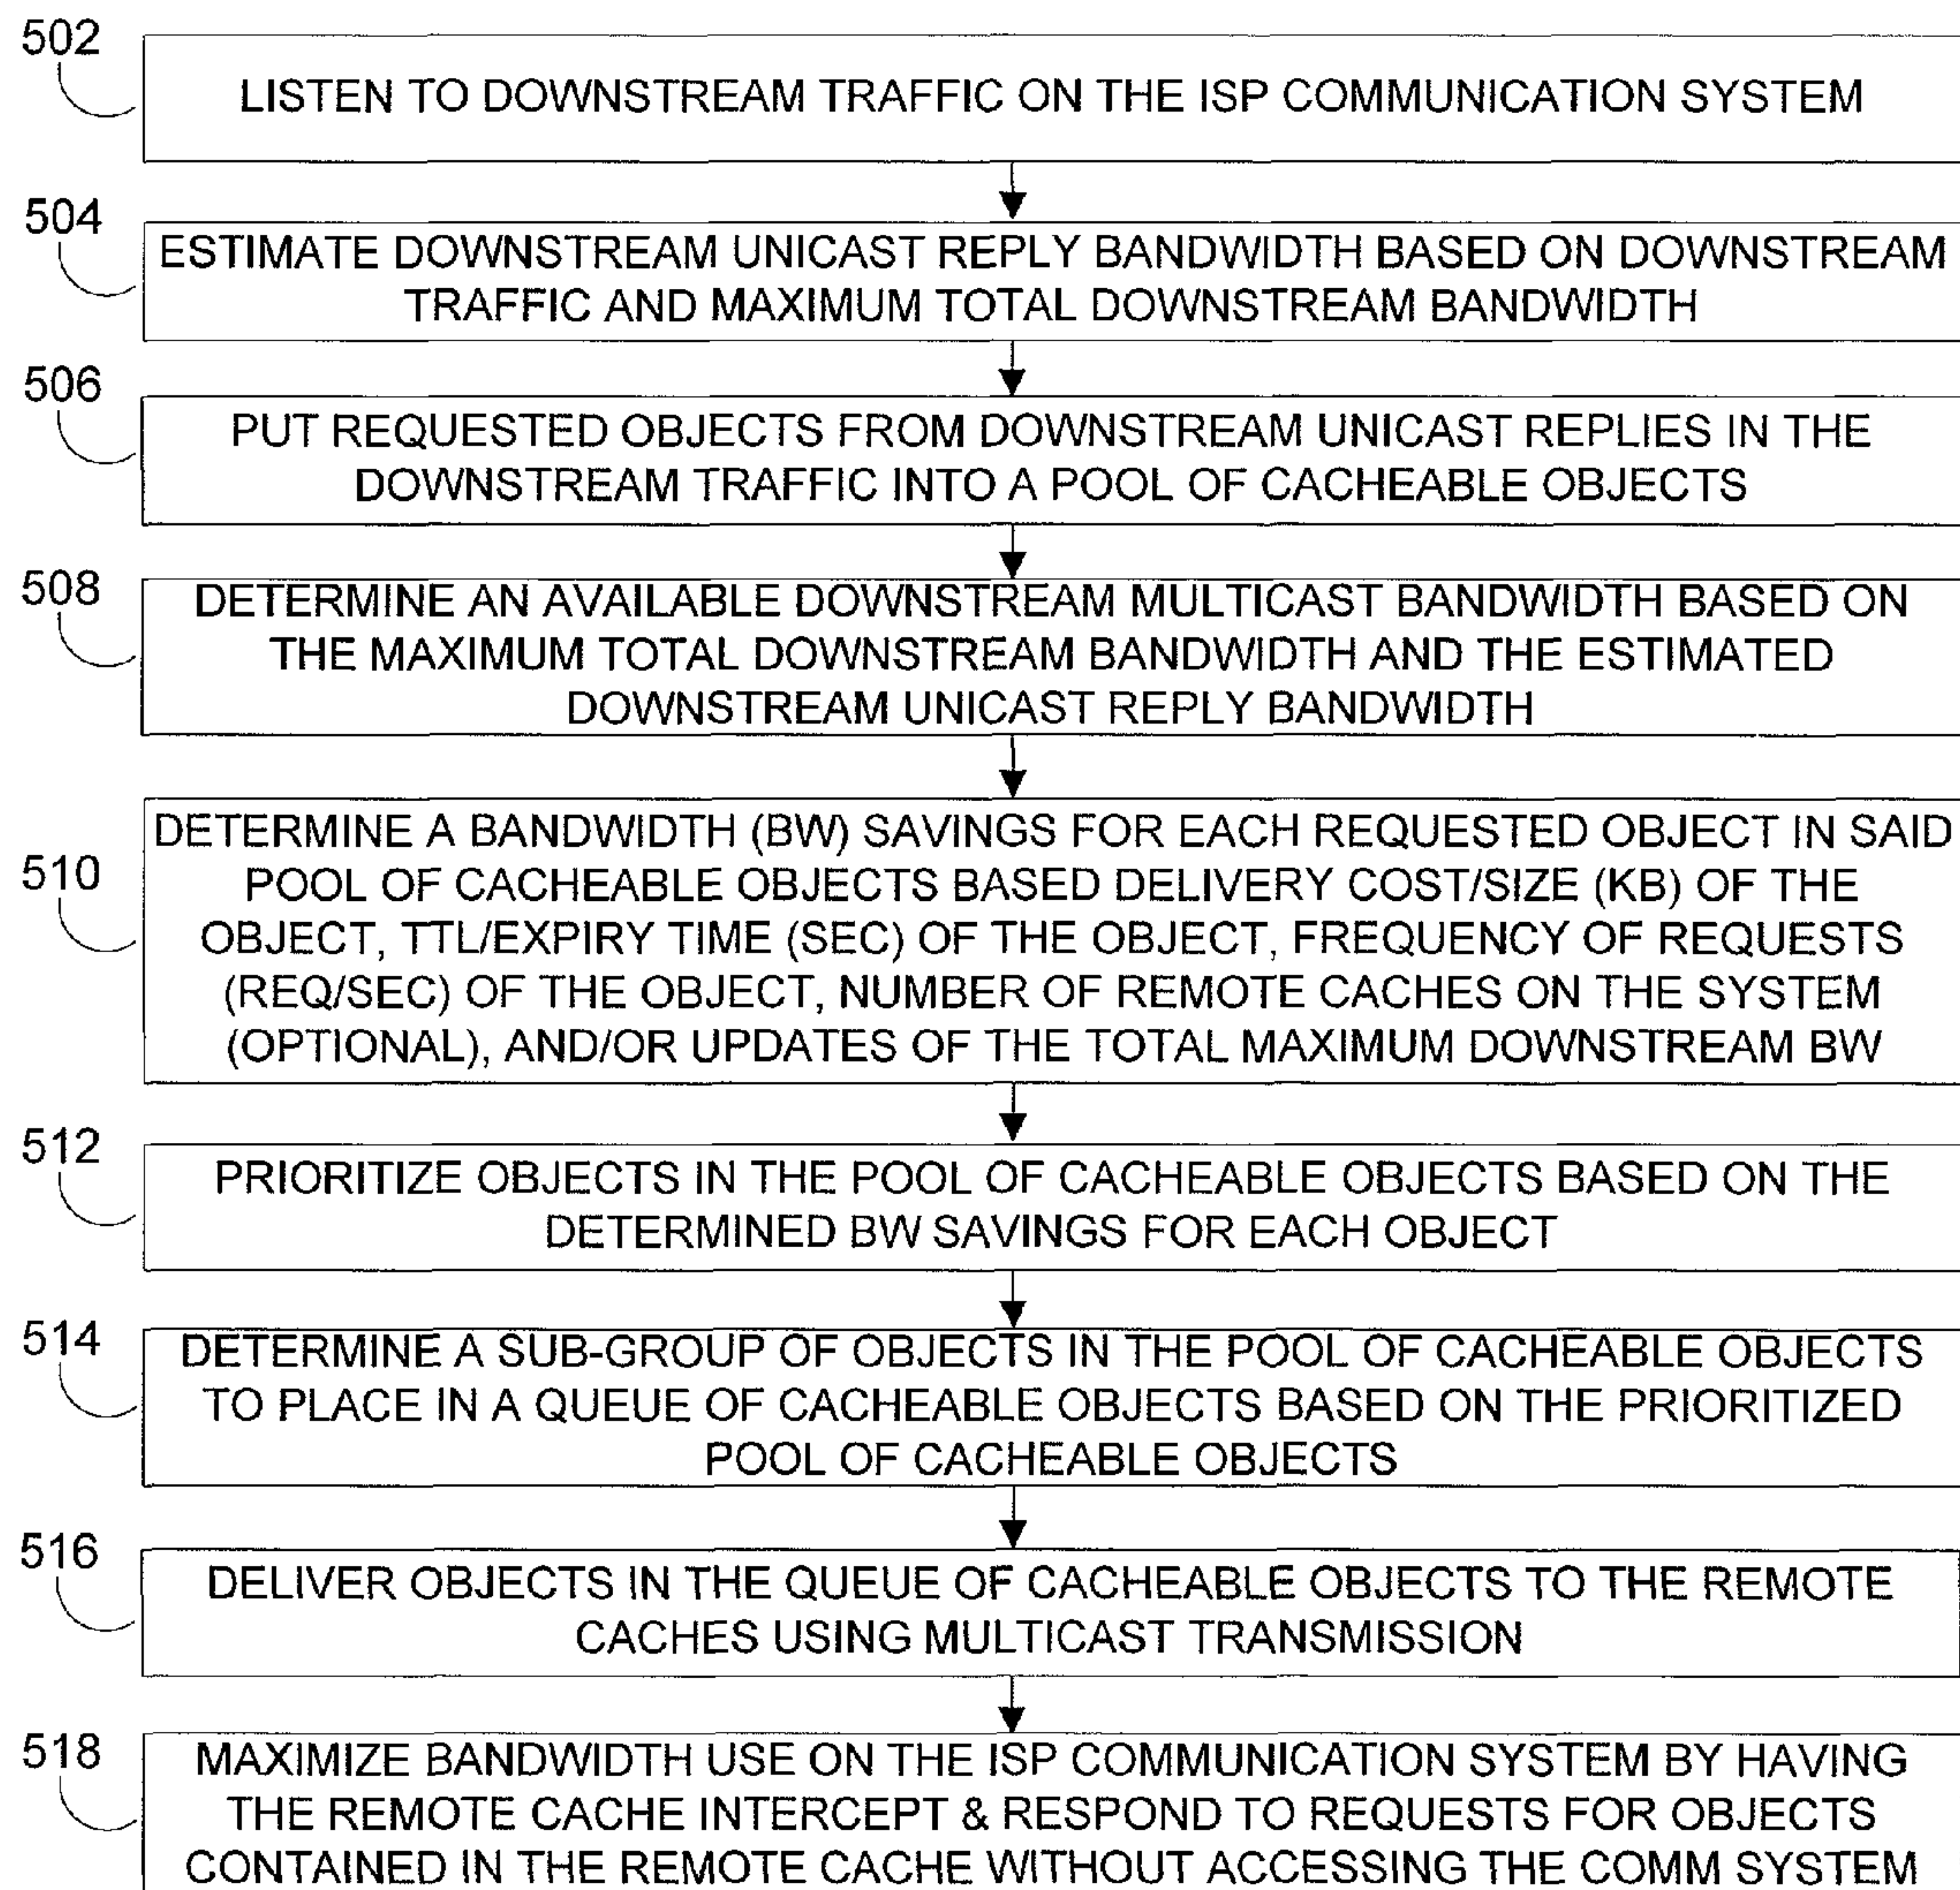 502
LISTEN TO DOWNSTREAM TRAFFIC ON THE ISP COMMUNICATION SYSTEM
504
ESTIMATE DOWNSTREAM UNICAST REPLY BANDWIDTH BASED ON DOWNSTREAM
TRAFFIC AND MAXIMUM TOTAL DOWNSTREAM BANDWIDTH
506
PUT REQUESTED OBJECTS FROM DOWNSTREAM UNICAST REPLIES IN THE
DOWNSTREAM TRAFFIC INTO A POOL OF CACHEABLE OBJECTS
508
DETERMINE AN AVAILABLE DOWNSTREAM MULTICAST BANDWIDTH BASED ON
THE MAXIMUM TOTAL DOWNSTREAM BANDWIDTH AND THE ESTIMATED
DOWNSTREAM UNICAST REPLY BANDWIDTH
510
DETERMINE A BANDWIDTH (BW) SAVINGS FOR EACH REQUESTED OBJECT IN SAID
POOL OF CACHEABLE OBJECTS BASED DELIVERY COST/SIZE (KB) OF THE
OBJECT, TTL/EXPIRY TIME (SEC) OF THE OBJECT, FREQUENCY OF REQUESTS
(REQ/SEC) OF THE OBJECT, NUMBER OF REMOTE CACHES ON THE SYSTEM
(OPTIONAL), AND/OR UPDATES OF THE TOTAL MAXIMUM DOWNSTREAM BW
512
PRIORITIZE OBJECTS IN THE POOL OF CACHEABLE OBJECTS BASED ON THE
DETERMINED BW SAVINGS FOR EACH OBJECT
514
DETERMINE A SUB-GROUP OF OBJECTS IN THE POOL OF CACHEABLE OBJECTS
TO PLACE IN A QUEUE OF CACHEABLE OBJECTS BASED ON THE PRIORITIZED
POOL OF CACHEABLE OBJECTS
516
DELIVER OBJECTS IN THE QUEUE OF CACHEABLE OBJECTS TO THE REMOTE
CACHES USING MULTICAST TRANSMISSION
518
MAXIMIZE BANDWIDTH USE ON THE ISP COMMUNICATION SYSTEM BY HAVING
THE REMOTE CACHE INTERCEPT & RESPOND TO REQUESTS FOR OBJECTS
CONTAINED IN THE REMOTE CACHE WITHOUT ACCESSING THE COMM SYSTEM